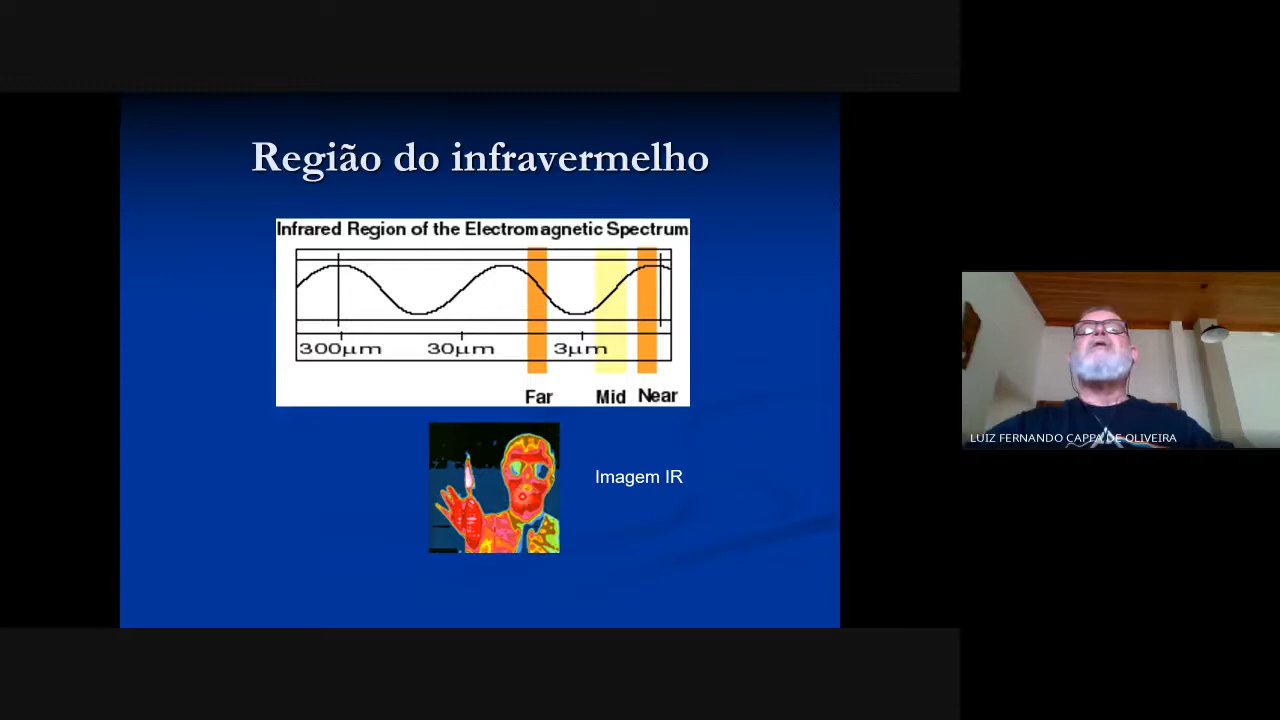 Região do infravermelho
Infrared Region of the Electromagnetic Spectrum
300µm 30µm 3µm
Far Mid Near
Imagem IR
LUIZ FERNANDO CAPPA DE OLIVEIRA